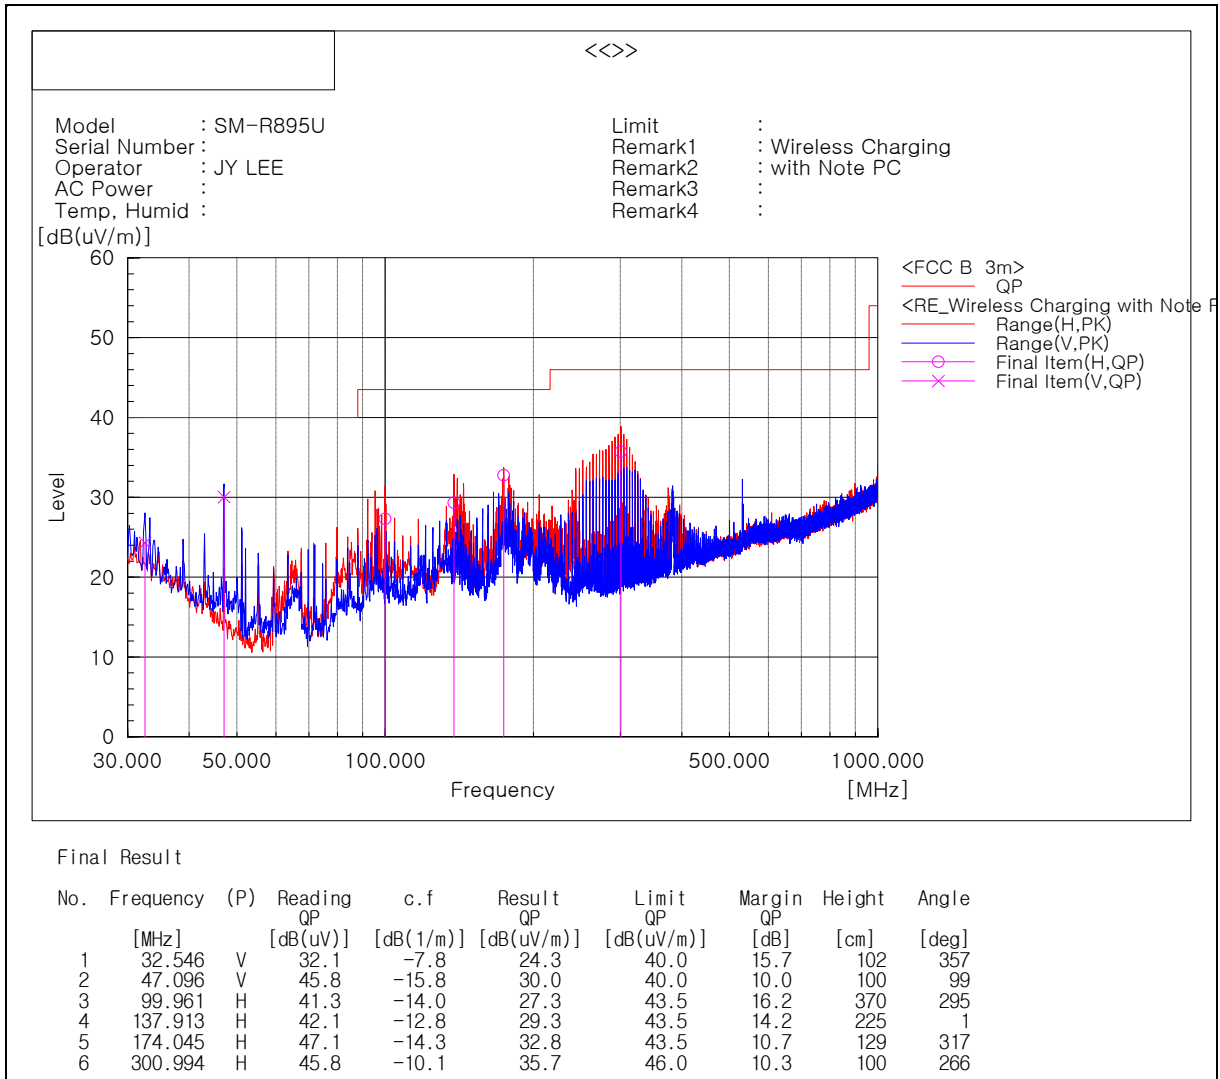 <<>>
Model : SM-R895U
Serial Number :
Operator : JY LEE
AC Power :
Temp, Humid :
Limit :
Remark1 : Wireless Charging
Remark2 : with Note PC
Remark3 :
Remark4 :
[dB(uV/m)]
60
50
40
30
20
10
0
Level
30.000 50.000 100.000 500.000 1000.000
Frequency [MHz]
<FCC B 3m>
QP
<RE_Wireless Charging with Note
Range(H,PK)
Range(V,PK)
Final Item(H,QP)
Final Item(V,QP)
Final Result
No. Frequency (P) Reading c.f Result Limit Margin Height Angle
QP QP QP QP
[MHz] [dB(uV)] [dB(1/m)] [dB(uV/m)] [dB(uV/m)] [dB] [cm] [deg]
1 32.546 V 32.1 -7.8 24.3 40.0 15.7 102 357
2 47.096 V 45.8 -15.8 30.0 40.0 10.0 100 99
3 99.961 H 41.3 -14.0 27.3 43.5 16.2 370 295
4 137.913 H 42.1 -12.8 29.3 43.5 14.2 225 1
5 174.045 H 47.1 -14.3 32.8 43.5 10.7 129 317
6 300.994 H 45.8 -10.1 35.7 46.0 10.3 100 266